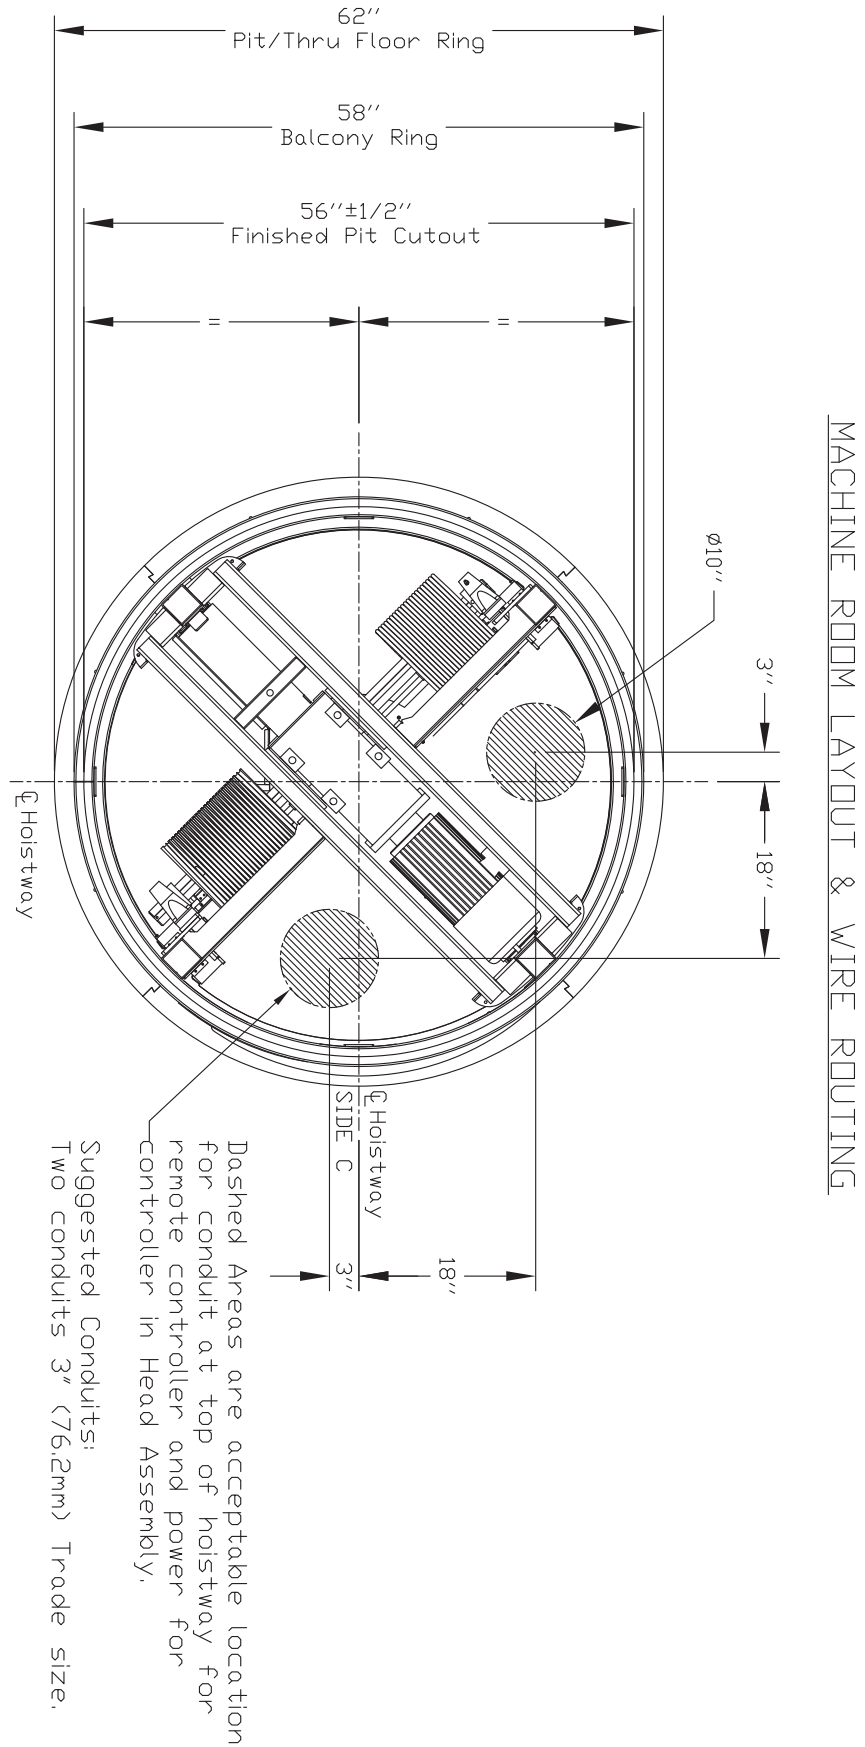 MACHINE ROOM LAYOUT & WIRE ROUTING
62"
Pit/Thru Floor Ring
58"
Balcony Ring
56"±1/2"
Finished Pit Cutout
=
=
ø10"
3"
18"
℄ Hoistway
℄ Hoistway
SIDE C
18"
3"
Dashed Areas are acceptable location
for conduit at top of hoistway for
remote controller and power for
controller in Head Assembly.
Suggested Conduits:
Two conduits 3" (76.2mm) Trade size.